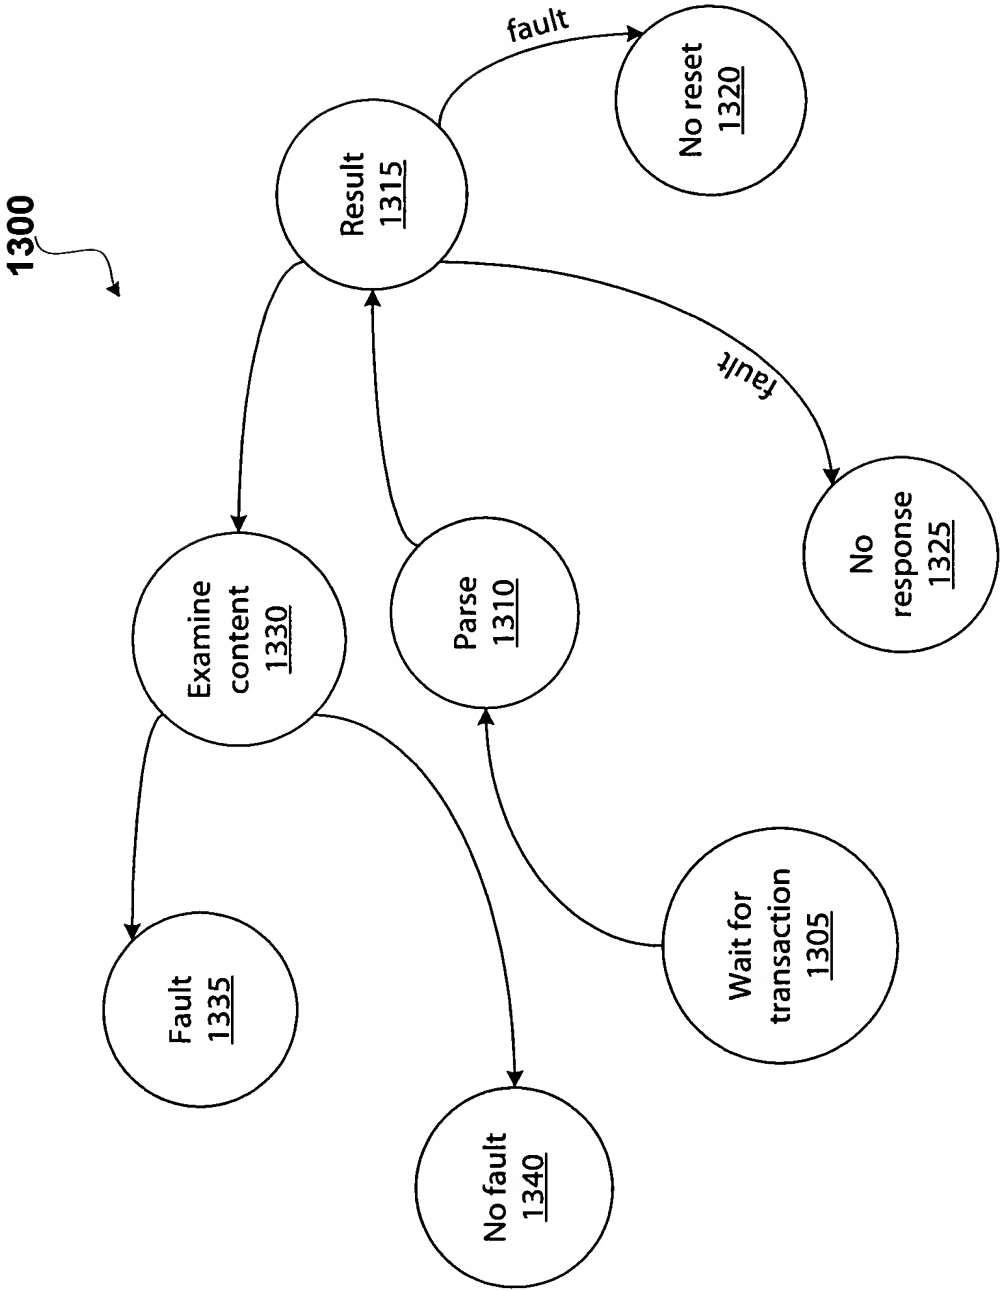 1300
Fault
1335
Examine
content
1330
Result
1315
No fault
1340
Parse
1310
fault
No reset
1320
fault
Wait for
transaction
1305
No
response
1325